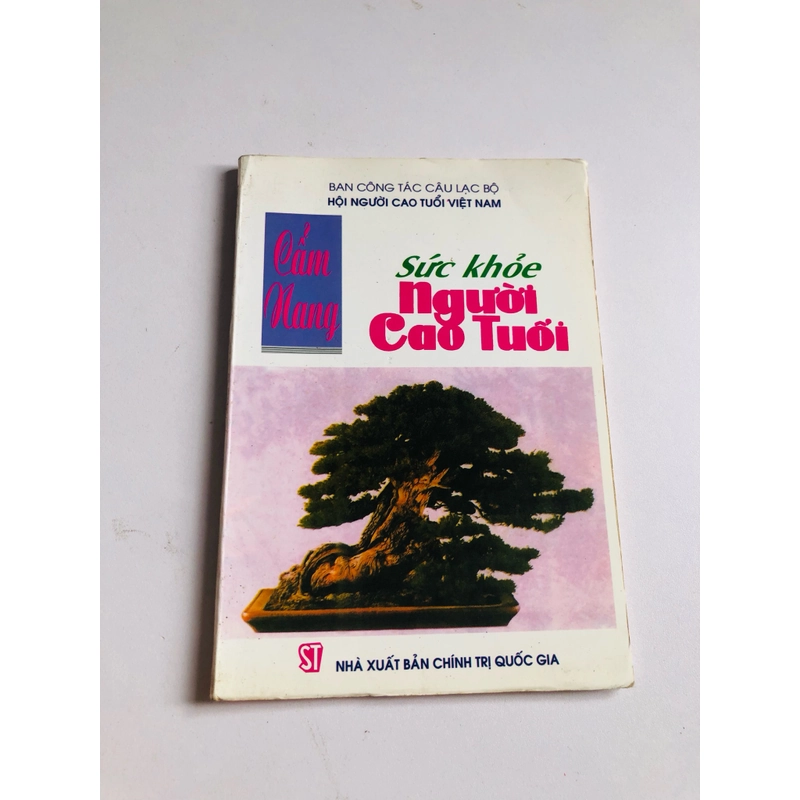 BAN CÔNG TÁC CÂU LẠC BỘ
HỘI NGƯỜI CAO TUỔI VIỆT NAM
Cẩm
Nang
Sức khỏe
Người
Cao Tuổi
ST
NHÀ XUẤT BẢN CHÍNH TRỊ QUỐC GIA